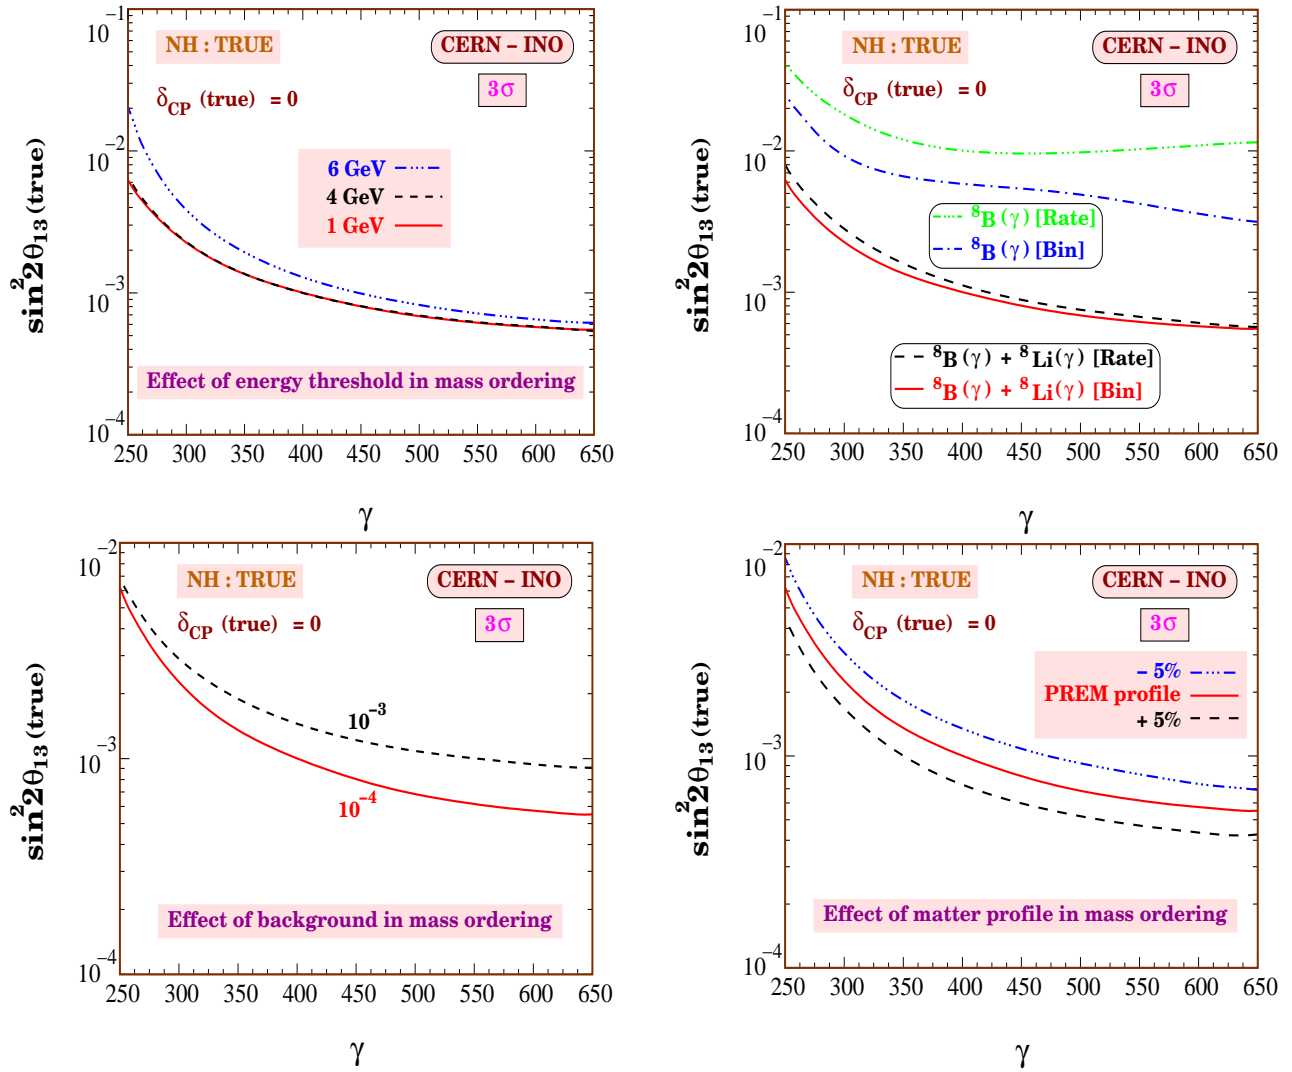 NH : TRUE
CERN – INO
δCP (true) = 0
3σ
6 GeV
4 GeV
1 GeV
Effect of energy threshold in mass ordering
sin²2θ13(true)
10⁻¹
10⁻²
10⁻³
10⁻⁴
250 300 350 400 450 500 550 600 650
γ
NH : TRUE
CERN – INO
δCP (true) = 0
3σ
⁸B(γ) [Rate]
⁸B(γ) [Bin]
⁸B(γ) + ⁸Li(γ) [Rate]
⁸B(γ) + ⁸Li(γ) [Bin]
sin²2θ13(true)
10⁻¹
10⁻²
10⁻³
10⁻⁴
250 300 350 400 450 500 550 600 650
γ
NH : TRUE
CERN – INO
δCP (true) = 0
3σ
10⁻³
10⁻⁴
Effect of background in mass ordering
sin²2θ13(true)
10⁻²
10⁻³
10⁻⁴
250 300 350 400 450 500 550 600 650
γ
NH : TRUE
CERN – INO
δCP (true) = 0
3σ
– 5%
PREM profile
+ 5%
Effect of matter profile in mass ordering
sin²2θ13(true)
10⁻²
10⁻³
10⁻⁴
250 300 350 400 450 500 550 600 650
γ